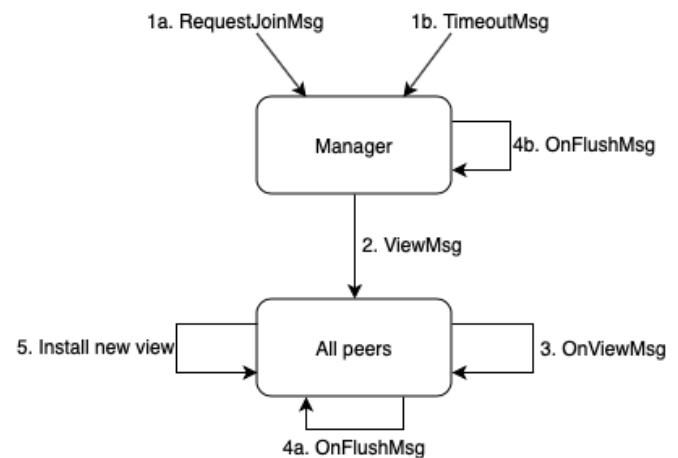 1a. RequestJoinMsg
1b. TimeoutMsg
Manager
4b. OnFlushMsg
2. ViewMsg
5. Install new view
All peers
3. OnViewMsg
4a. OnFlushMsg